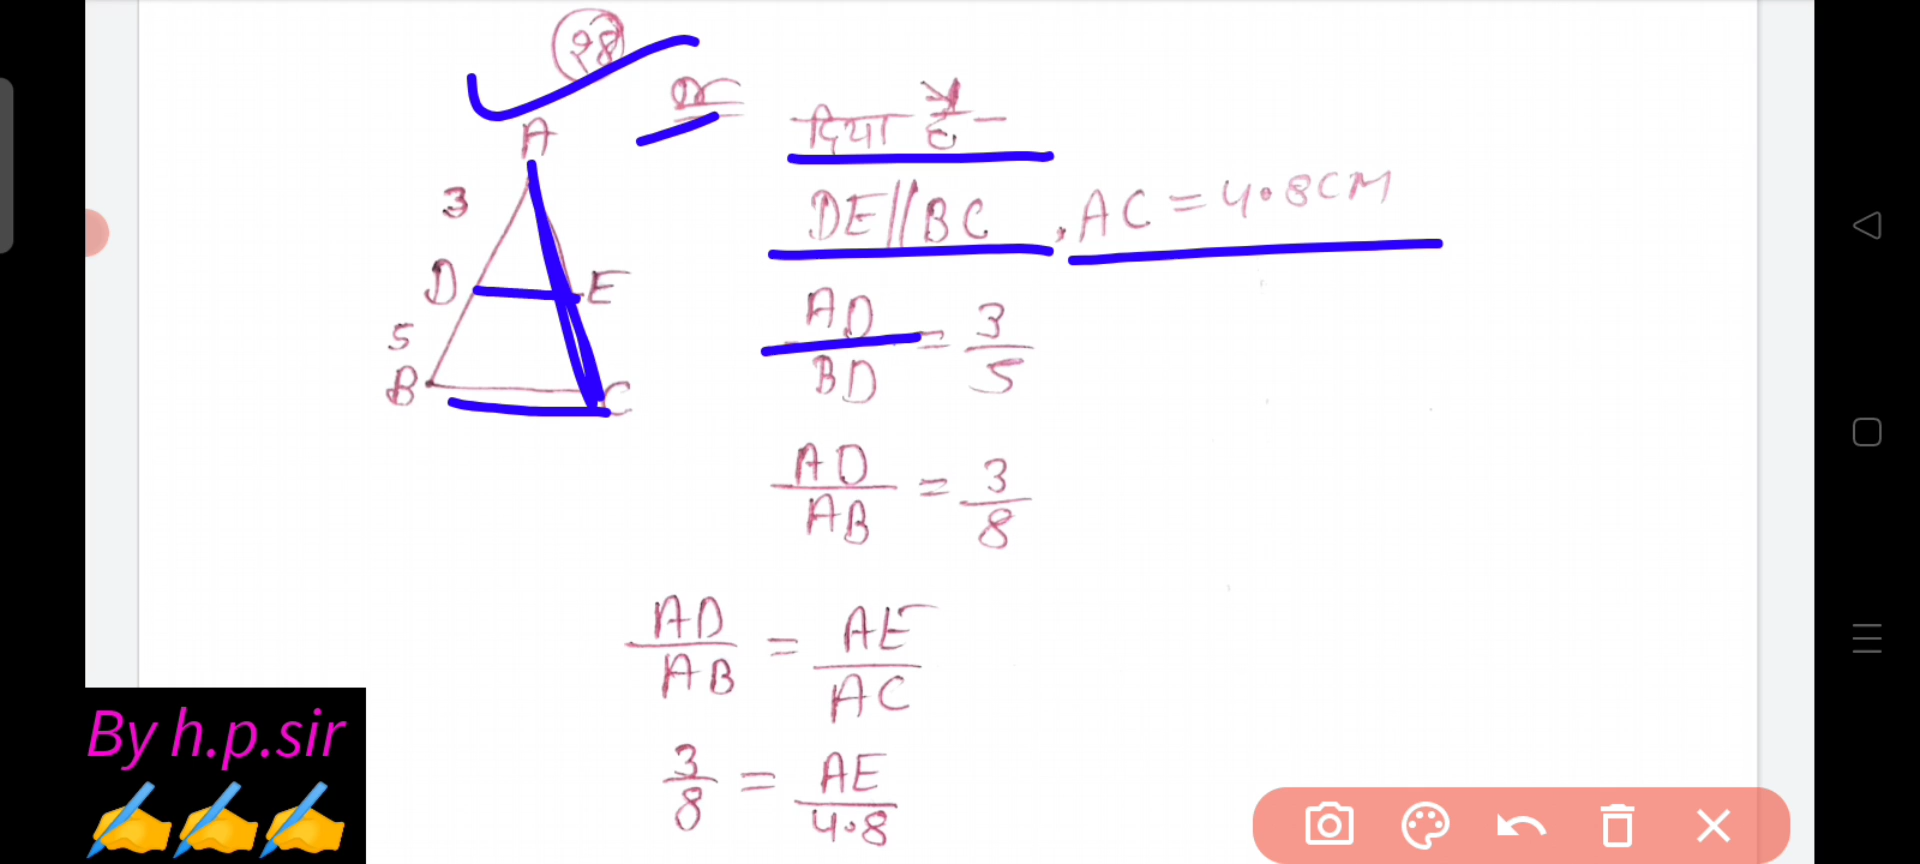 २४
OR
दिया है -
A
3
D
E
5
B
C
DE||BC , AC = 4.8CM
AD/BD = 3/5
AD/AB = 3/8
AD/AB = AE/AC
3/8 = AE/4.8
By h.p.sir
✍✍✍